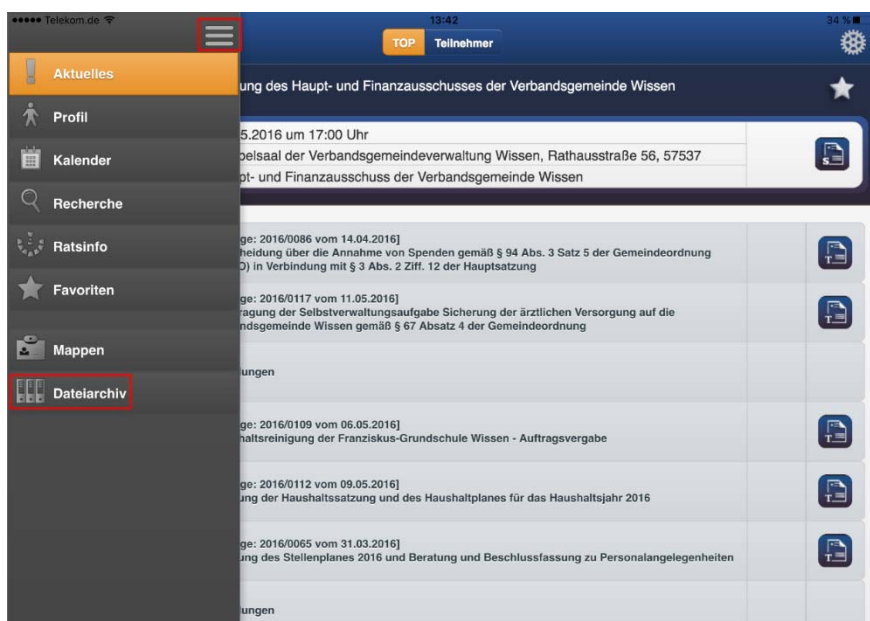 Telekom.de 13:42 34 %
TOP Teilnehmer
Aktuelles
Profil
Kalender
Recherche
Ratsinfo
Favoriten
Mappen
Dateiarchiv
ung des Haupt- und Finanzausschusses der Verbandsgemeinde Wissen
5.2016 um 17:00 Uhr
pelsaal der Verbandsgemeindeverwaltung Wissen, Rathausstraße 56, 57537
pt- und Finanzausschuss der Verbandsgemeinde Wissen
S
ge: 2016/0086 vom 14.04.2016]
heidung über die Annahme von Spenden gemäß § 94 Abs. 3 Satz 5 der Gemeindeordnung
O) in Verbindung mit § 3 Abs. 2 Ziff. 12 der Hauptsatzung
T
ge: 2016/0117 vom 11.05.2016]
ragung der Selbstverwaltungsaufgabe Sicherung der ärztlichen Versorgung auf die
ndsgemeinde Wissen gemäß § 67 Absatz 4 der Gemeindeordnung
T
lungen
ge: 2016/0109 vom 06.05.2016]
haltsreinigung der Franziskus-Grundschule Wissen - Auftragsvergabe
T
ge: 2016/0112 vom 09.05.2016]
ung der Haushaltssatzung und des Haushaltplanes für das Haushaltsjahr 2016
T
ge: 2016/0065 vom 31.03.2016]
ung des Stellenplanes 2016 und Beratung und Beschlussfassung zu Personalangelegenheiten
T
lungen